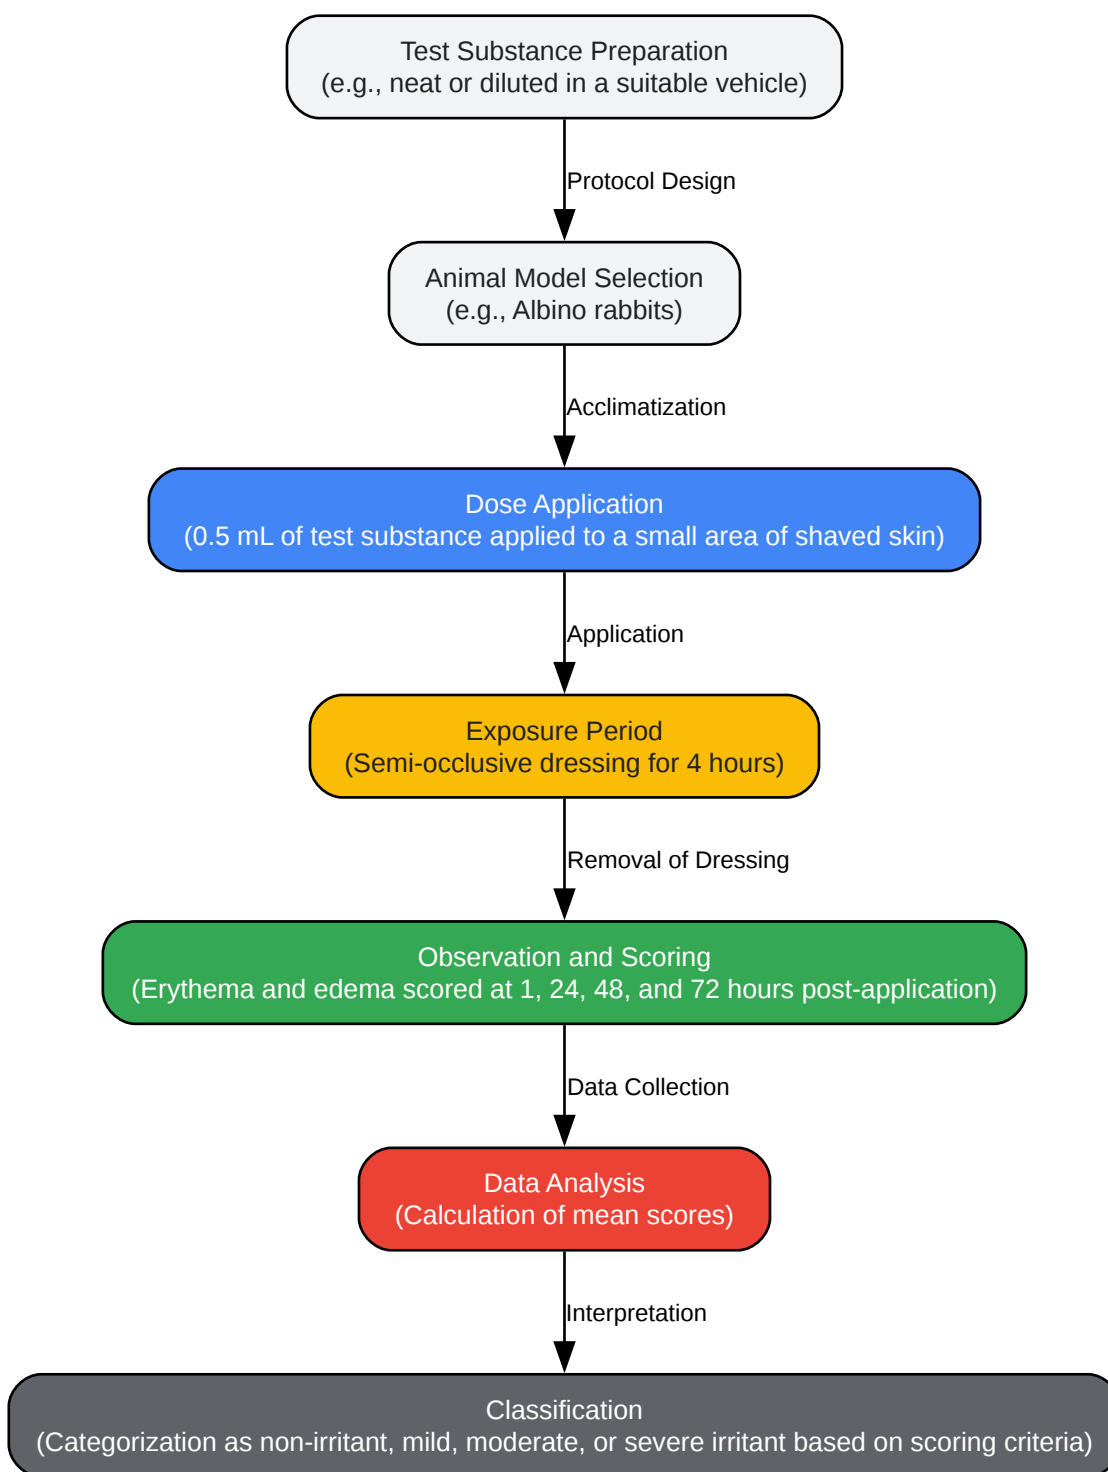 Test Substance Preparation
(e.g., neat or diluted in a suitable vehicle)
Protocol Design
Animal Model Selection
(e.g., Albino rabbits)
Acclimatization
Dose Application
(0.5 mL of test substance applied to a small area of shaved skin)
Application
Exposure Period
(Semi-occlusive dressing for 4 hours)
Removal of Dressing
Observation and Scoring
(Erythema and edema scored at 1, 24, 48, and 72 hours post-application)
Data Collection
Data Analysis
(Calculation of mean scores)
Interpretation
Classification
(Categorization as non-irritant, mild, moderate, or severe irritant based on scoring criteria)